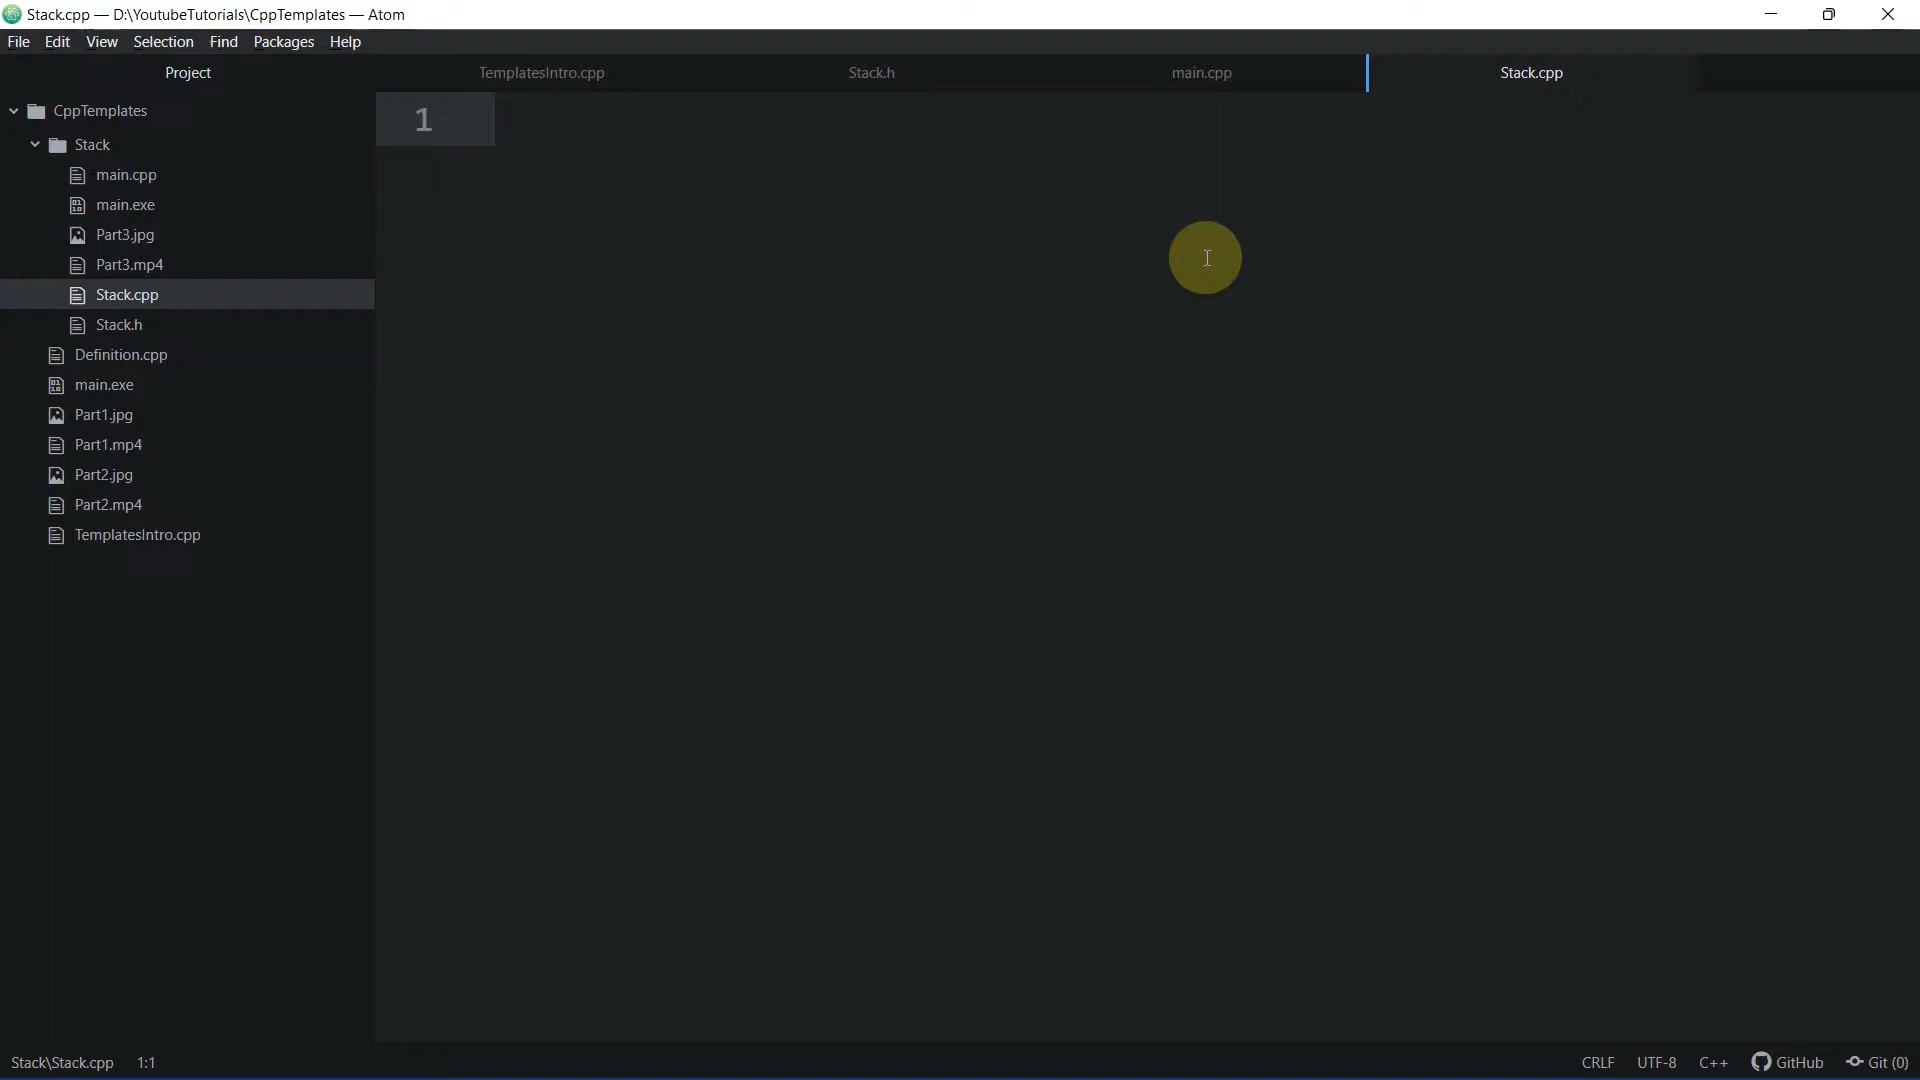 Stack.cpp — D:\YoutubeTutorials\CppTemplates — Atom
File Edit View Selection Find Packages Help
Project
TemplatesIntro.cpp Stack.h main.cpp Stack.cpp
CppTemplates
Stack
main.cpp
main.exe
Part3.jpg
Part3.mp4
Stack.cpp
Stack.h
Definition.cpp
main.exe
Part1.jpg
Part1.mp4
Part2.jpg
Part2.mp4
TemplatesIntro.cpp
1
Stack\Stack.cpp 1:1 CRLF UTF-8 C++ GitHub Git (0)